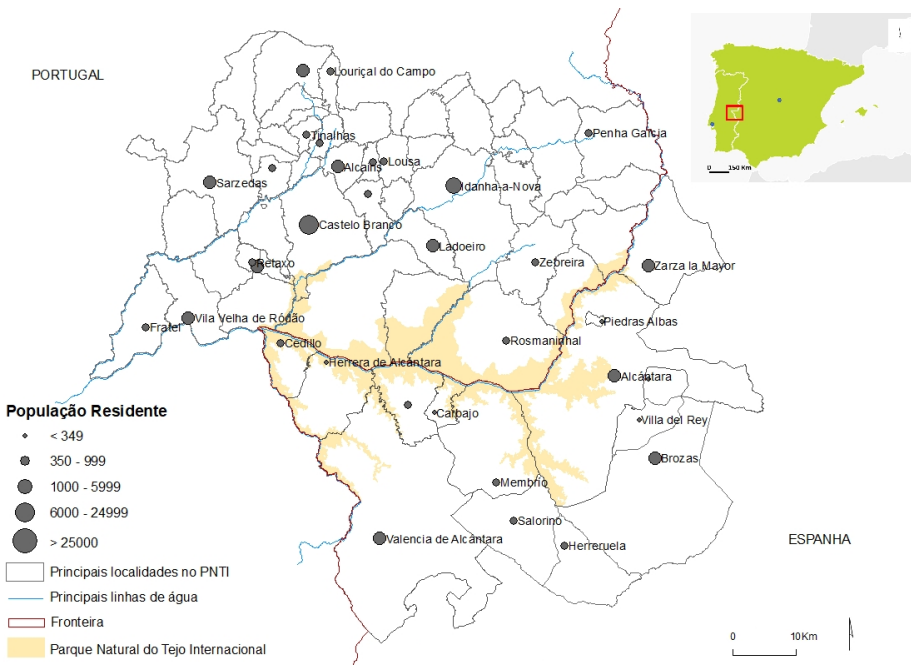 PORTUGAL
Louriçal do Campo
Tinalhas
Penha Garcia
0 150 Km
Lousa
Alcains
Sarzedas
Idanha-a-Nova
Castelo Branco
Ladoeiro
Retaxo
Zebreira
Zarza la Mayor
Vila Velha de Ródão
Piedras Albas
Fratel
Cedillo
Rosmaninhal
Herrera de Alcántara
Alcántara
População Residente
Carbajo
Villa del Rey
< 349
350 - 999
Brozas
1000 - 5999
Membrío
6000 - 24999
Salorino
> 25000
Valencia de Alcántara
ESPANHA
Herreruela
Principais localidades no PNTI
Principais linhas de água
Fronteira
0 10Km
Parque Natural do Tejo Internacional